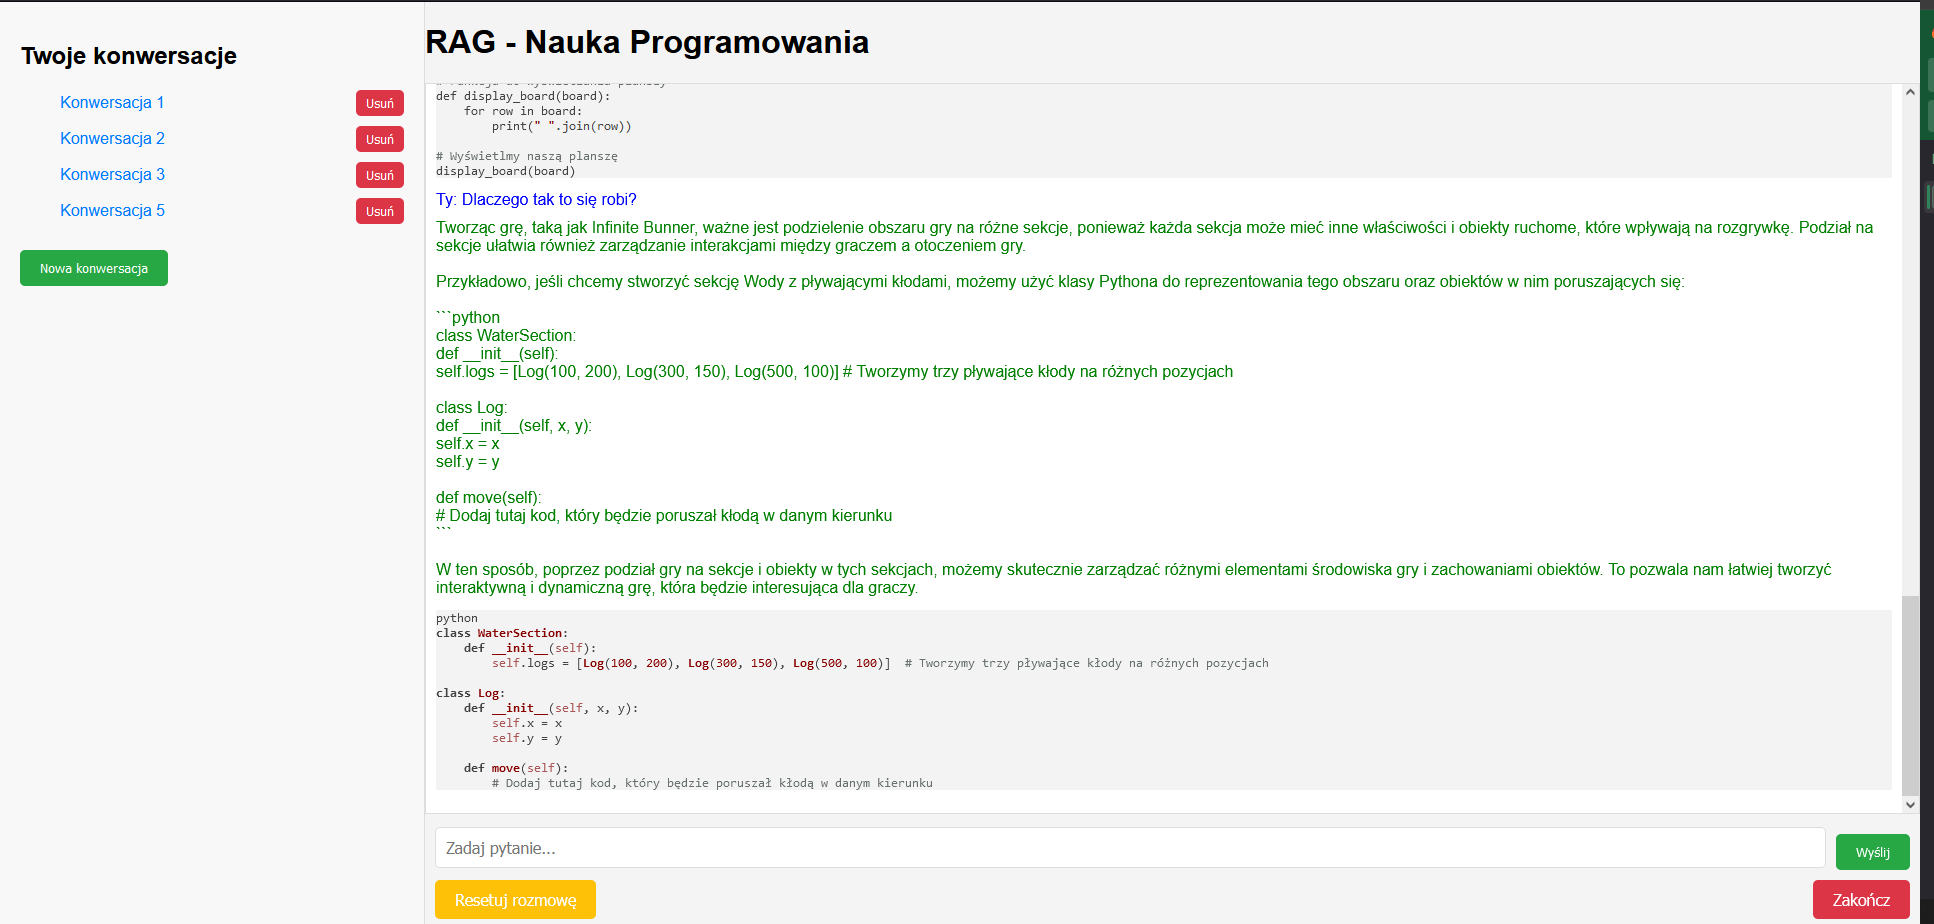 Twoje konwersacje
Konwersacja 1
Usuń
Konwersacja 2
Usuń
Konwersacja 3
Usuń
Konwersacja 5
Usuń
Nowa konwersacja
RAG - Nauka Programowania
def display_board(board):
    for row in board:
        print(" ".join(row))
# Wyświetlmy naszą planszę
display_board(board)
Ty: Dlaczego tak to się robi?
Tworząc grę, taką jak Infinite Bunner, ważne jest podzielenie obszaru gry na różne sekcje, ponieważ każda sekcja może mieć inne właściwości i obiekty ruchome, które wpływają na rozgrywkę. Podział na
sekcje ułatwia również zarządzanie interakcjami między graczem a otoczeniem gry.
Przykładowo, jeśli chcemy stworzyć sekcję Wody z pływającymi kłodami, możemy użyć klasy Pythona do reprezentowania tego obszaru oraz obiektów w nim poruszających się:
```python
class WaterSection:
def __init__(self):
self.logs = [Log(100, 200), Log(300, 150), Log(500, 100)] # Tworzymy trzy pływające kłody na różnych pozycjach
class Log:
def __init__(self, x, y):
self.x = x
self.y = y
def move(self):
# Dodaj tutaj kod, który będzie poruszał kłodą w danym kierunku
```
W ten sposób, poprzez podział gry na sekcje i obiekty w tych sekcjach, możemy skutecznie zarządzać różnymi elementami środowiska gry i zachowaniami obiektów. To pozwala nam łatwiej tworzyć
interaktywną i dynamiczną grę, która będzie interesująca dla graczy.
python
class WaterSection:
    def __init__(self):
        self.logs = [Log(100, 200), Log(300, 150), Log(500, 100)]  # Tworzymy trzy pływające kłody na różnych pozycjach
class Log:
    def __init__(self, x, y):
        self.x = x
        self.y = y
    def move(self):
        # Dodaj tutaj kod, który będzie poruszał kłodą w danym kierunku
Zadaj pytanie...
Wyślij
Resetuj rozmowę
Zakończ